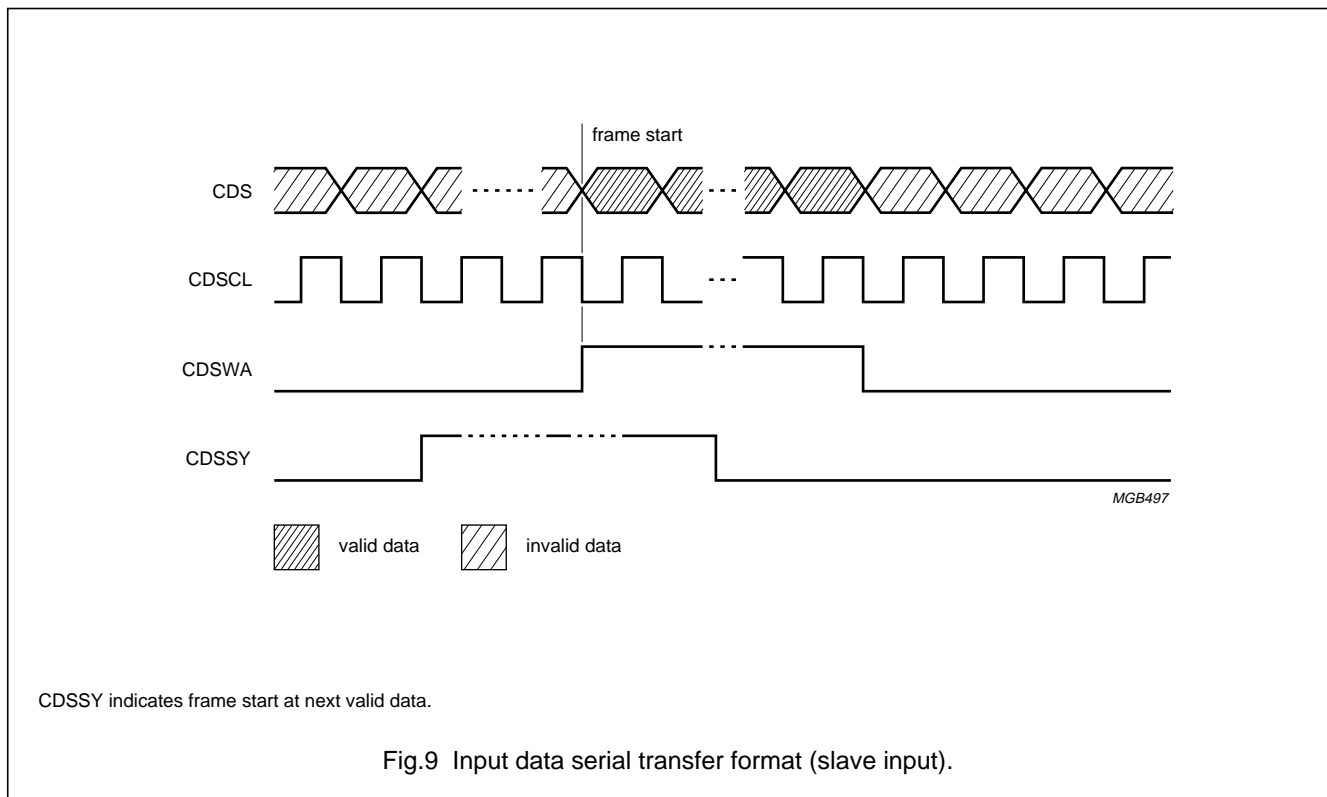 frame start
CDS
CDSCL
CDSWA
CDSSY
MGB497
valid data
invalid data
CDSSY indicates frame start at next valid data.
Fig.9 Input data serial transfer format (slave input).